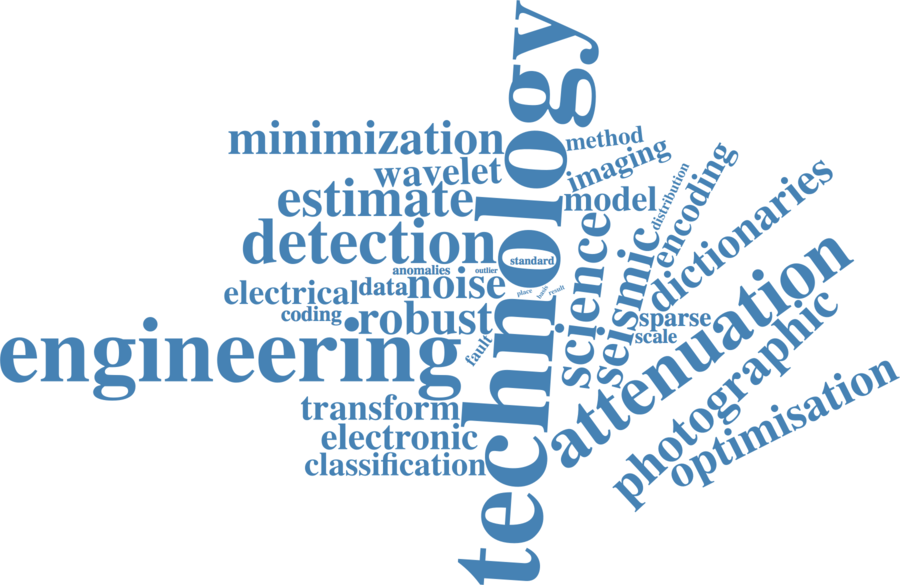 technology
minimization
method
wavelet
imaging
estimate
model
distribution
encoding
detection
standard
dictionaries
anomalies
outlier
science
seismic
electrical
data
noise
place
basis
result
coding
robust
sparse
scale
fault
engineering
attenuation
photographic
transform
electronic
optimisation
classification